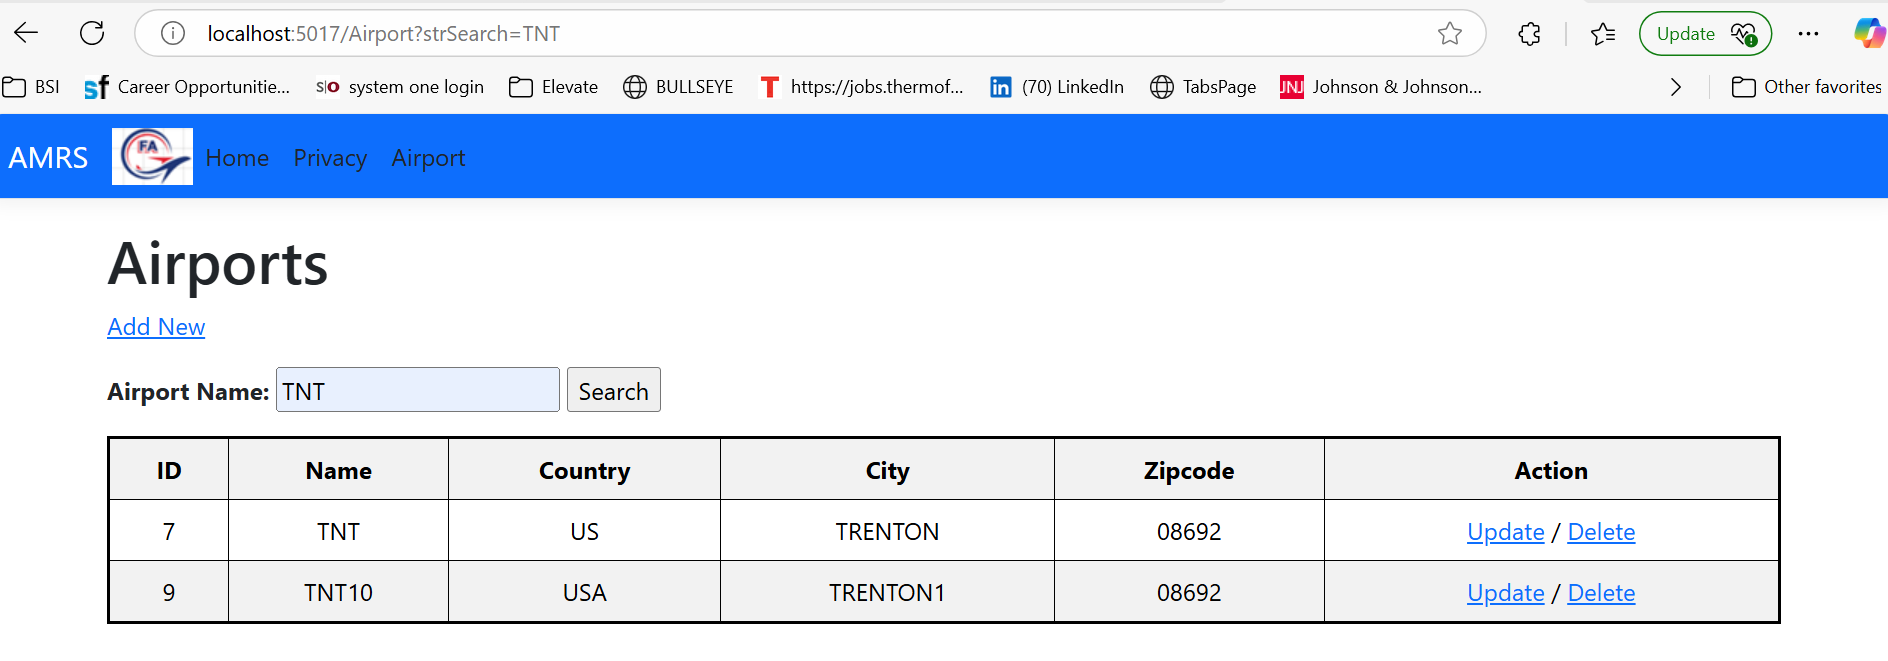 localhost:5017/Airport?strSearch=TNT Update
BSI Career Opportunitie... S|O system one login Elevate BULLSEYE T https://jobs.thermof... in (70) LinkedIn TabsPage JNJ Johnson & Johnson... Other favorites
AMRS FA Home Privacy Airport
Airports
Add New
Airport Name: TNT Search
ID Name Country City Zipcode Action
7 TNT US TRENTON 08692 Update / Delete
9 TNT10 USA TRENTON1 08692 Update / Delete